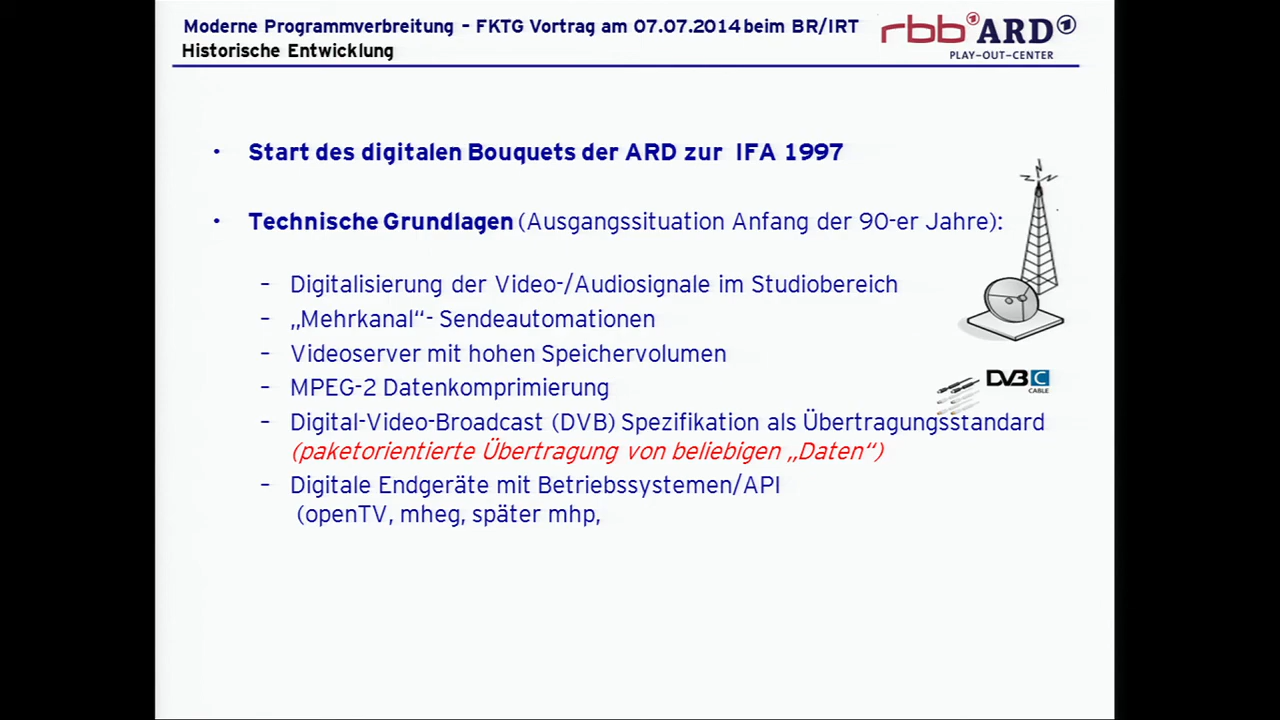 Moderne Programmverbreitung – FKTG Vortrag am 07.07.2014 beim BR/IRT
Historische Entwicklung
rbb ARD
PLAY-OUT-CENTER
• Start des digitalen Bouquets der ARD zur IFA 1997
• Technische Grundlagen (Ausgangssituation Anfang der 90-er Jahre):
– Digitalisierung der Video-/Audiosignale im Studiobereich
– „Mehrkanal“- Sendeautomationen
– Videoserver mit hohen Speichervolumen
– MPEG-2 Datenkomprimierung
DVB C
CABLE
– Digital-Video-Broadcast (DVB) Spezifikation als Übertragungsstandard
(paketorientierte Übertragung von beliebigen „Daten“)
– Digitale Endgeräte mit Betriebssystemen/API
(openTV, mheg, später mhp,